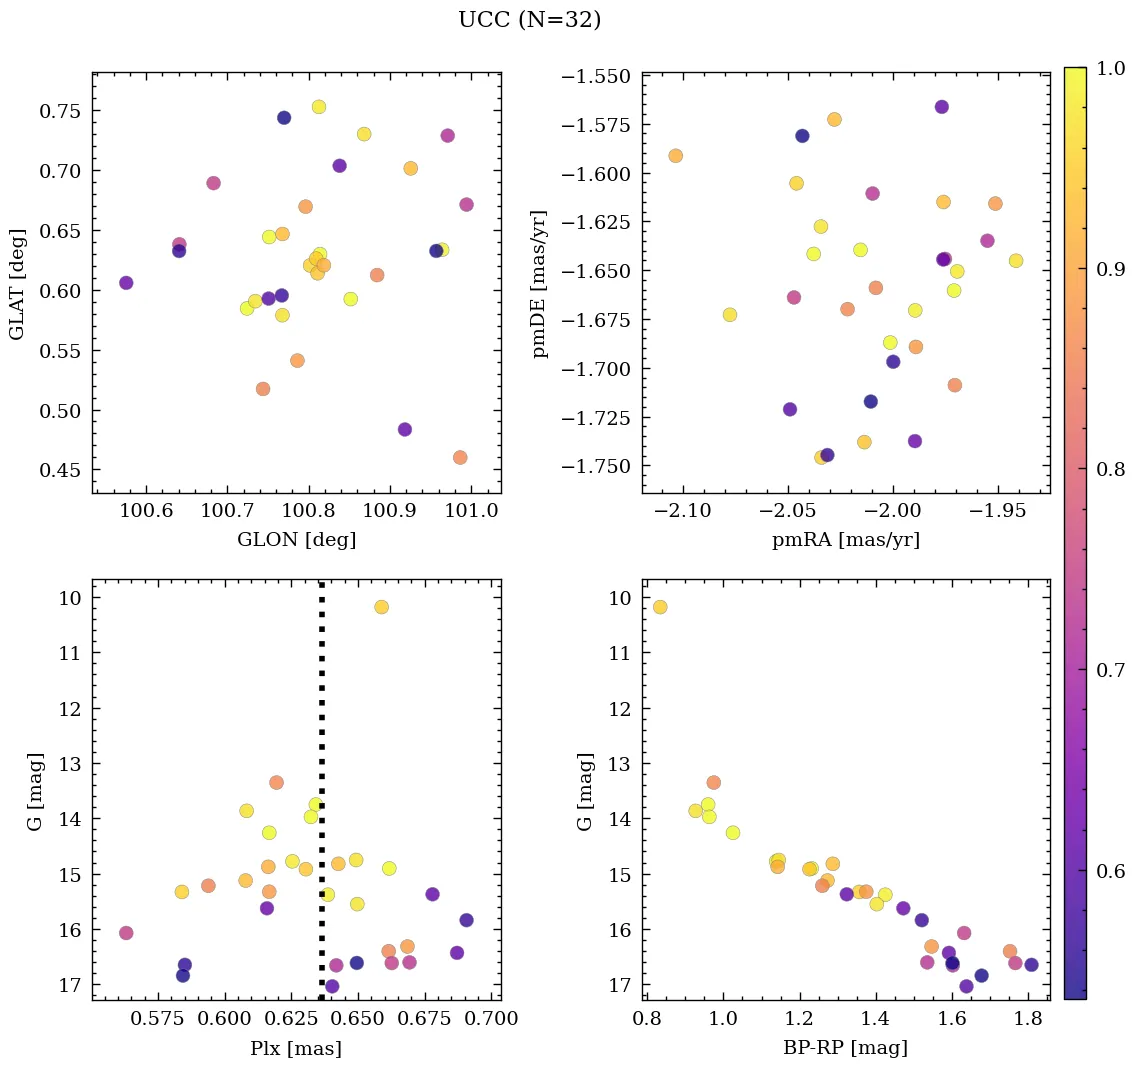 UCC (N=32)
0.75
0.70
0.65
0.60
0.55
0.50
0.45
GLAT [deg]
100.6 100.7 100.8 100.9 101.0
GLON [deg]
−1.550
−1.575
−1.600
−1.625
−1.650
−1.675
−1.700
−1.725
−1.750
pmDE [mas/yr]
−2.10 −2.05 −2.00 −1.95
pmRA [mas/yr]
10
11
12
13
14
15
16
17
G [mag]
0.575 0.600 0.625 0.650 0.675 0.700
Plx [mas]
10
11
12
13
14
15
16
17
G [mag]
0.8 1.0 1.2 1.4 1.6 1.8
BP-RP [mag]
1.0
0.9
0.8
0.7
0.6